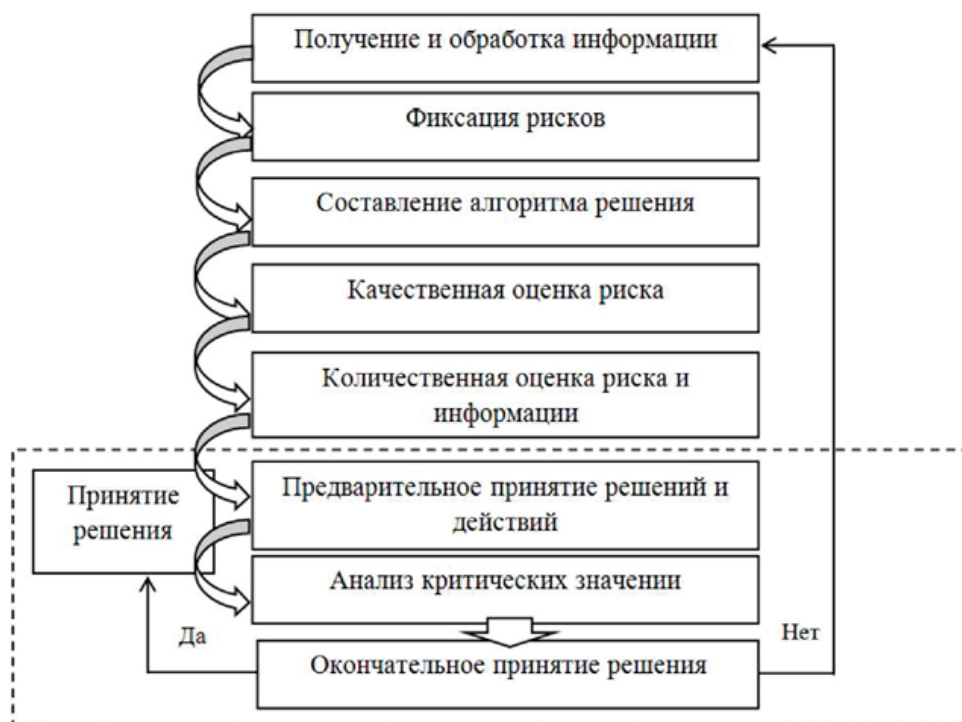 Получение и обработка информации
Фиксация рисков
Составление алгоритма решения
Качественная оценка риска
Количественная оценка риска и
информации
Предварительное принятие решений и
действий
Принятие
решения
Анализ критических значении
Да
Нет
Окончательное принятие решения